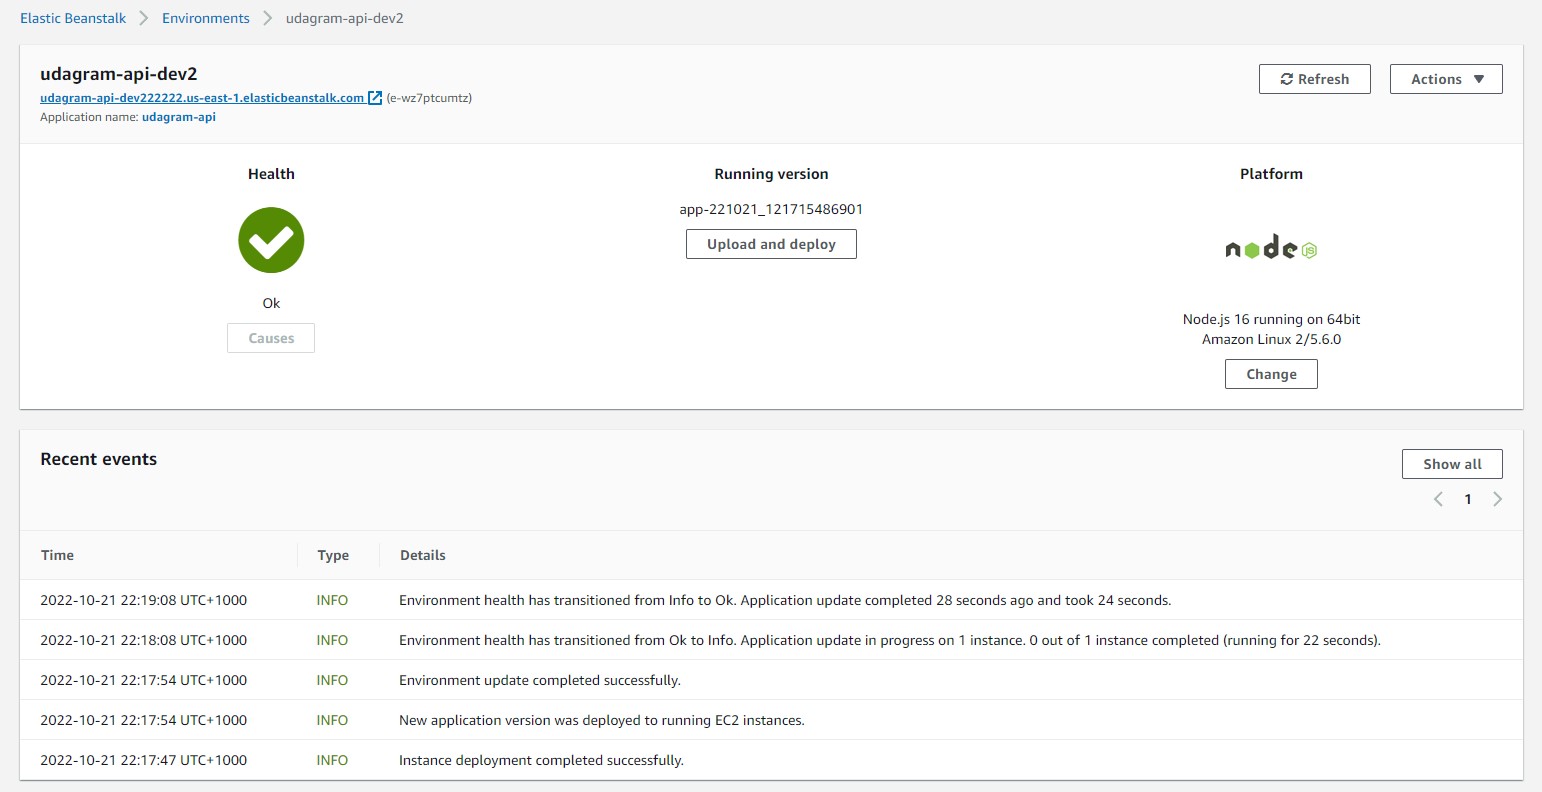 Elastic Beanstalk > Environments > udagram-api-dev2
udagram-api-dev2
Refresh
Actions
udagram-api-dev222222.us-east-1.elasticbeanstalk.com (e-wz7ptcumtz)
Application name: udagram-api
Health
Ok
Causes
Running version
app-221021_121715486901
Upload and deploy
Platform
node JS
Node.js 16 running on 64bit
Amazon Linux 2/5.6.0
Change
Recent events
Show all
< 1 >
Time Type Details
2022-10-21 22:19:08 UTC+1000 INFO Environment health has transitioned from Info to Ok. Application update completed 28 seconds ago and took 24 seconds.
2022-10-21 22:18:08 UTC+1000 INFO Environment health has transitioned from Ok to Info. Application update in progress on 1 instance. 0 out of 1 instance completed (running for 22 seconds).
2022-10-21 22:17:54 UTC+1000 INFO Environment update completed successfully.
2022-10-21 22:17:54 UTC+1000 INFO New application version was deployed to running EC2 instances.
2022-10-21 22:17:47 UTC+1000 INFO Instance deployment completed successfully.